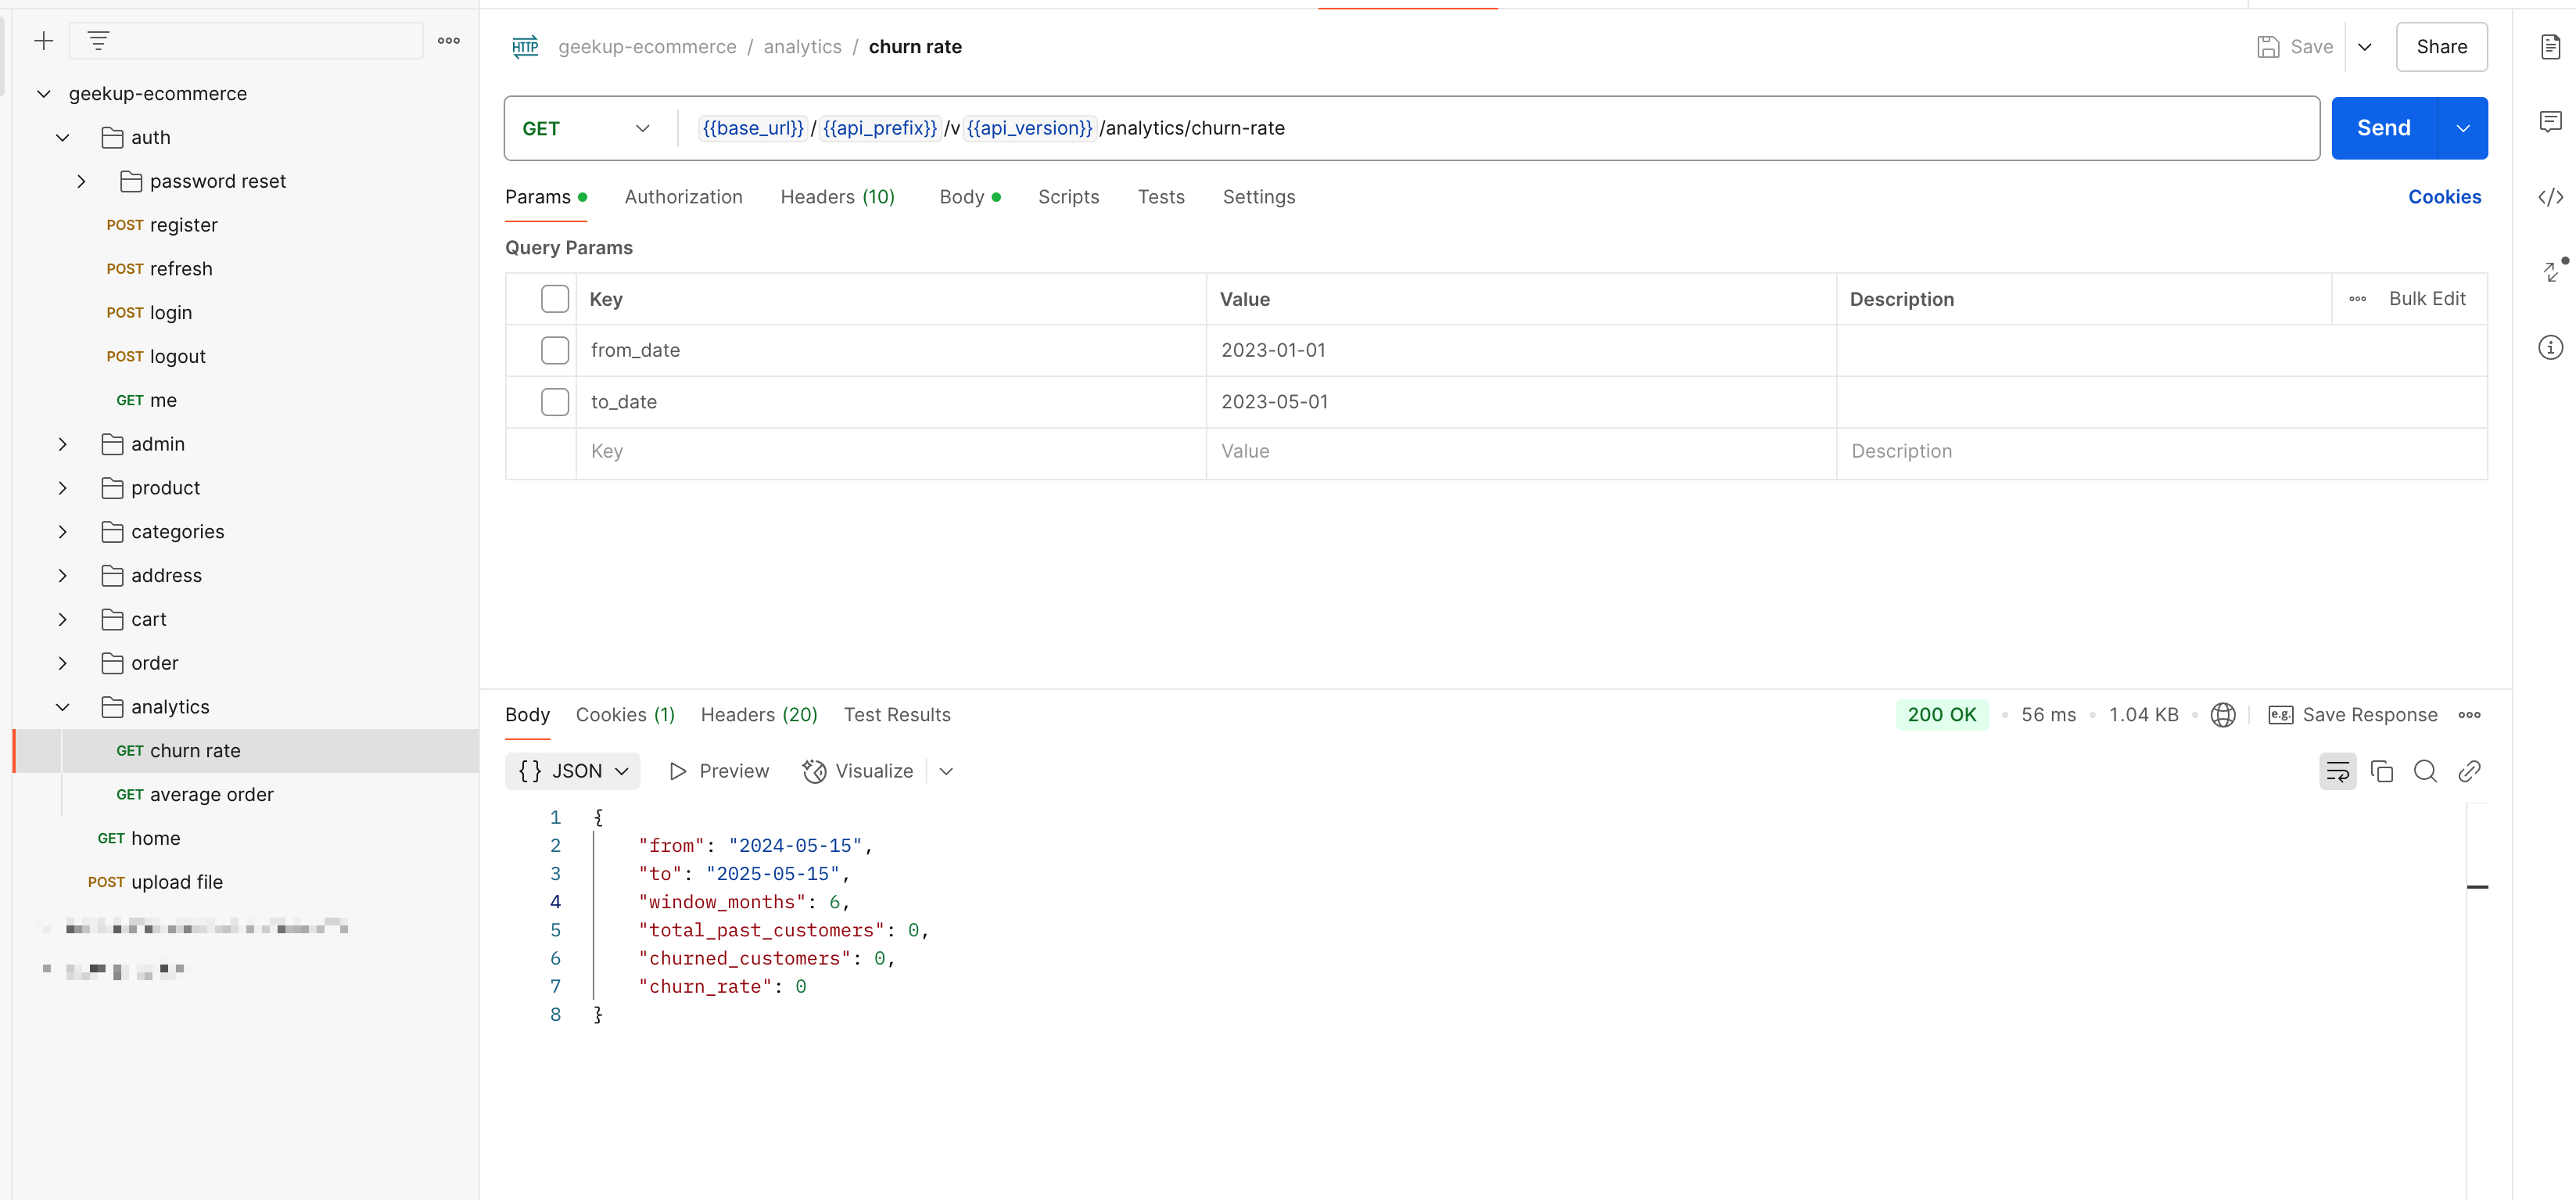 geekup-ecommerce
auth
password reset
POST register
POST refresh
POST login
POST logout
GET me
admin
product
categories
address
cart
order
analytics
GET churn rate
GET average order
GET home
POST upload file
HTTP geekup-ecommerce / analytics / churn rate
Save
Share
GET {{base_url}} / {{api_prefix}} /v {{api_version}} /analytics/churn-rate
Send
Params Authorization Headers (10) Body Scripts Tests Settings Cookies
Query Params
Key Value Description Bulk Edit
from_date 2023-01-01
to_date 2023-05-01
Key Value Description
Body Cookies (1) Headers (20) Test Results 200 OK 56 ms 1.04 KB e.g. Save Response
{} JSON Preview Visualize
1 {
2 "from": "2024-05-15",
3 "to": "2025-05-15",
4 "window_months": 6,
5 "total_past_customers": 0,
6 "churned_customers": 0,
7 "churn_rate": 0
8 }